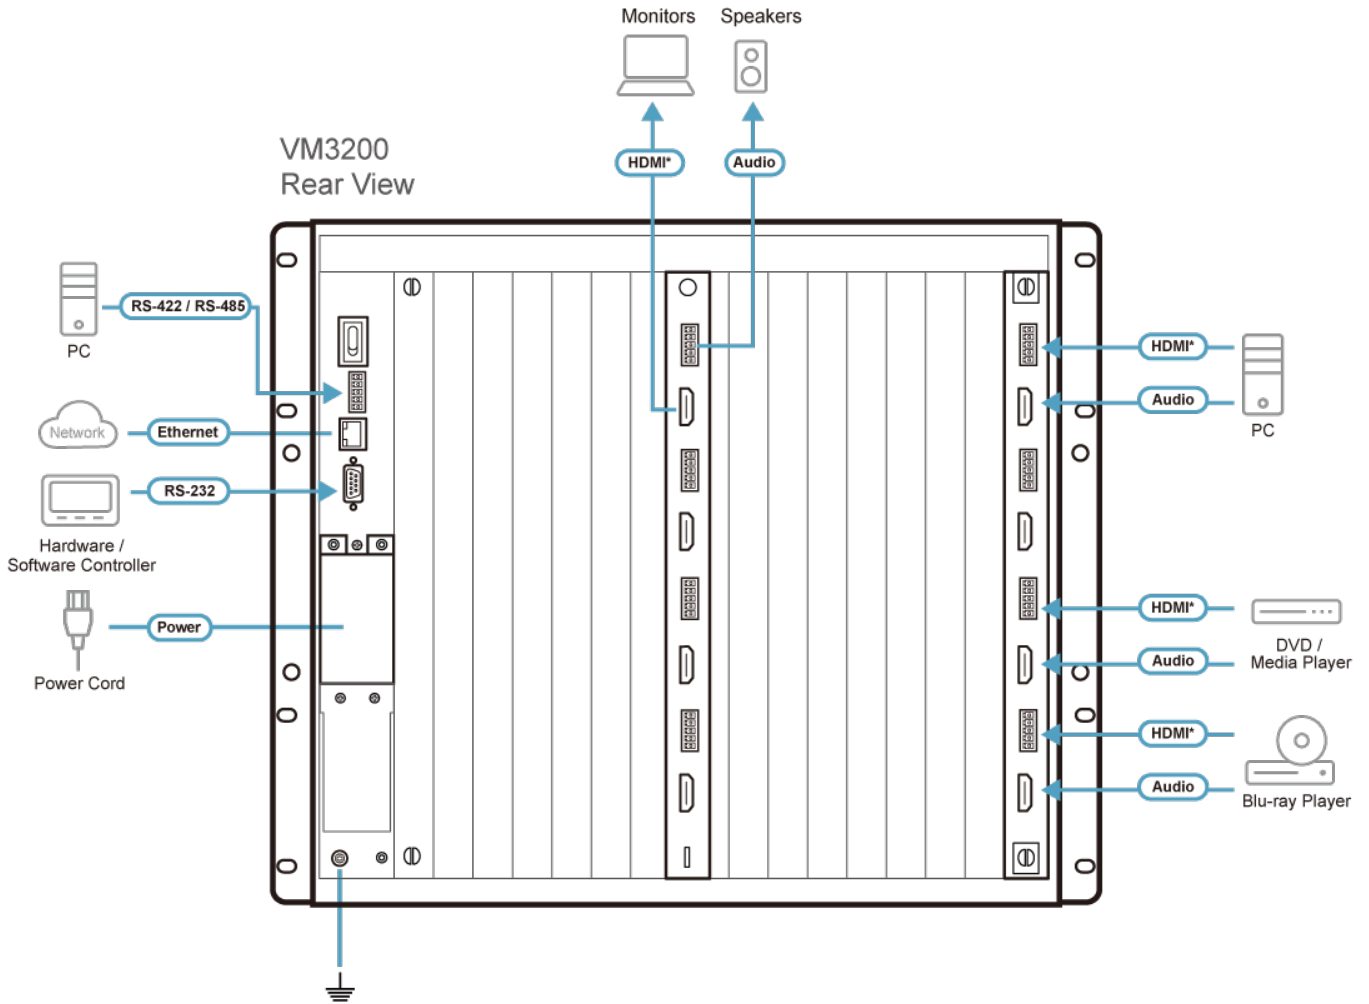 Monitors
Speakers
HDMI*
Audio
VM3200
Rear View
RS-422 / RS-485
PC
Network
Ethernet
RS-232
Hardware /
Software Controller
Power
Power Cord
HDMI*
Audio
PC
HDMI*
Audio
DVD /
Media Player
HDMI*
Audio
Blu-ray Player